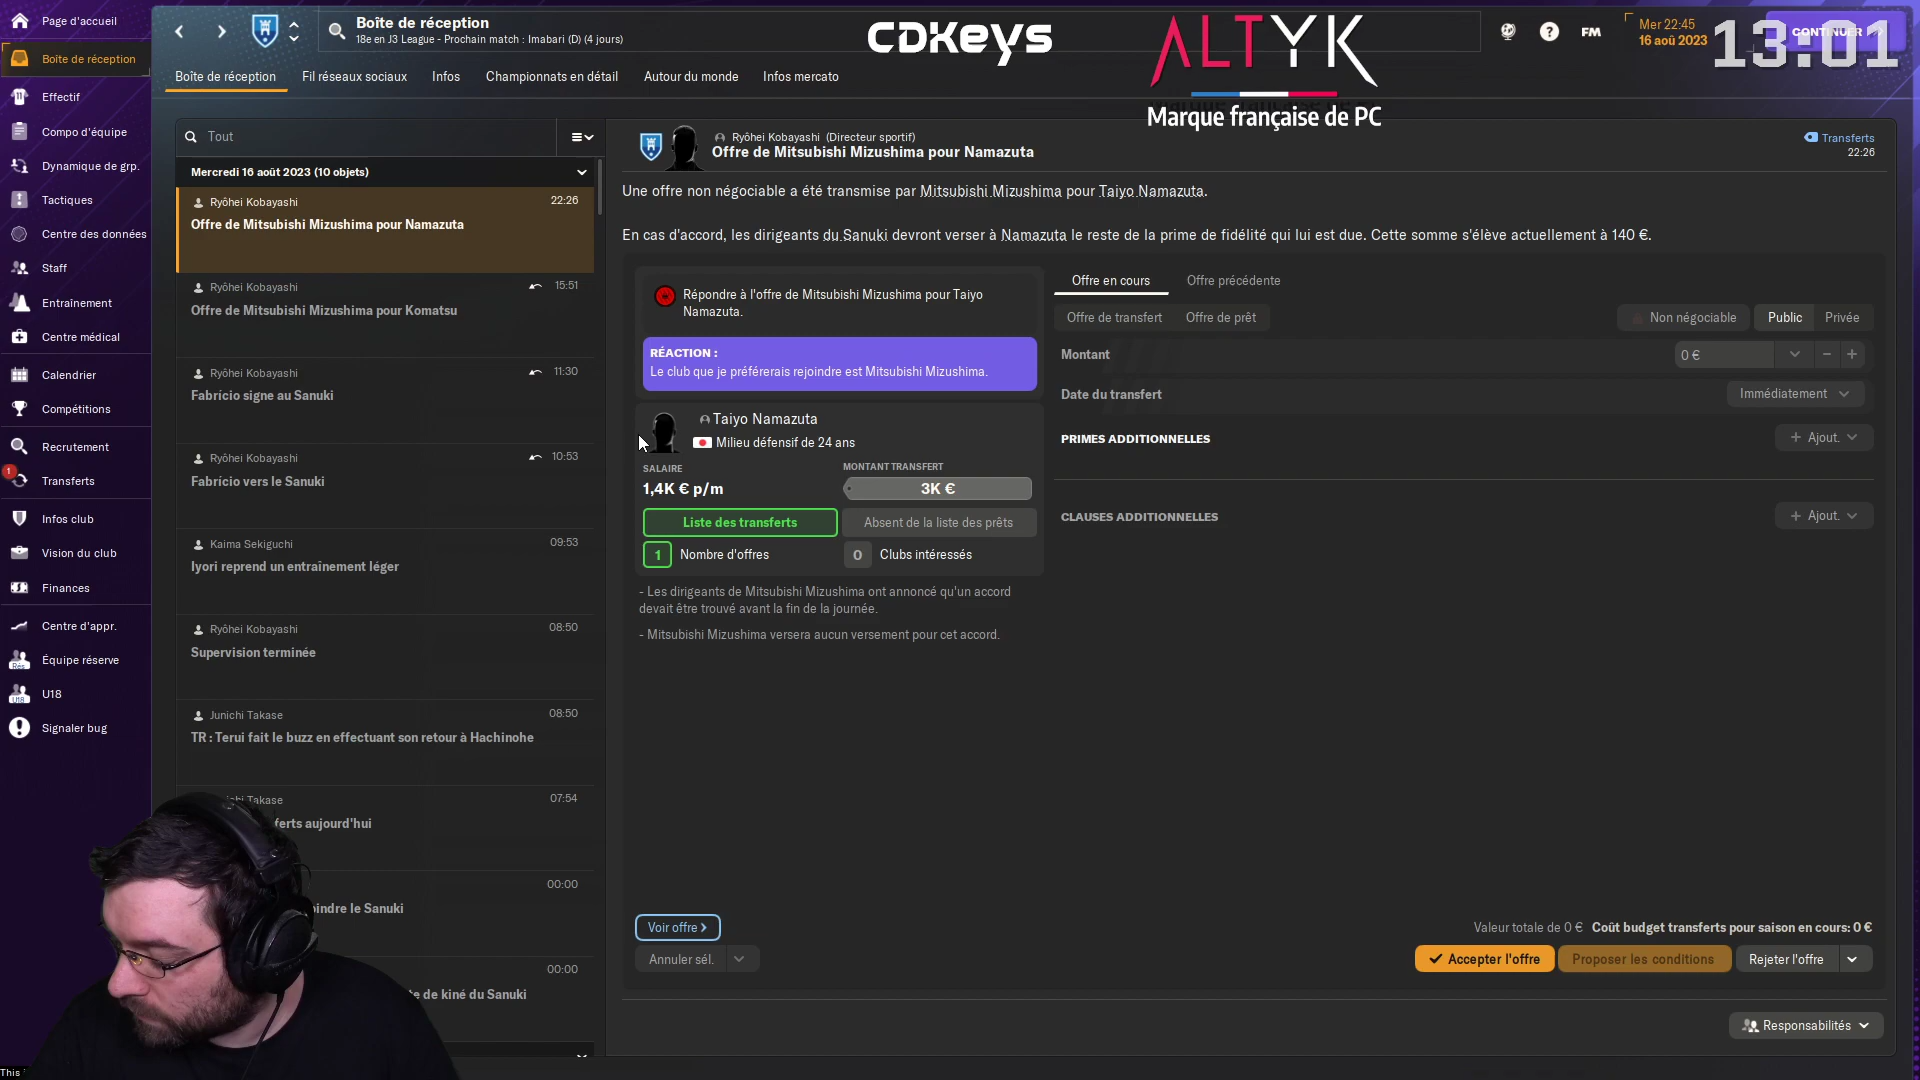 Page d'accueil
Boîte de réception
Effectif
Compo d'équipe
Dynamique de grp.
Tactiques
Centre des données
Staff
Entraînement
Centre médical
Calendrier
Compétitions
Recrutement
1
Transferts
Infos club
Vision du club
Finances
Centre d'appr.
Équipe réserve
U18
Signaler bug
This
Boîte de réception
18e en J3 League - Prochain match : Imabari (D) (4 jours)
CDKeys
ALTYK
Marque française de PC
FM
Mer 22:45
16 aoû 2023
CONTINUER
13:01
Boîte de réception
Fil réseaux sociaux
Infos
Championnats en détail
Autour du monde
Infos mercato
Tout
Mercredi 16 août 2023 (10 objets)
Ryôhei Kobayashi 22:26
Offre de Mitsubishi Mizushima pour Namazuta
Ryôhei Kobayashi 15:51
Offre de Mitsubishi Mizushima pour Komatsu
Ryôhei Kobayashi 11:30
Fabrício signe au Sanuki
Ryôhei Kobayashi 10:53
Fabrício vers le Sanuki
Kaima Sekiguchi 09:53
Iyori reprend un entraînement léger
Ryôhei Kobayashi 08:50
Supervision terminée
Junichi Takase 08:50
TR : Terui fait le buzz en effectuant son retour à Hachinohe
Takase 07:54
ferts aujourd'hui
00:00
indre le Sanuki
00:00
te de kiné du Sanuki
Ryôhei Kobayashi (Directeur sportif)
Offre de Mitsubishi Mizushima pour Namazuta
Transferts
22:26
Une offre non négociable a été transmise par Mitsubishi Mizushima pour Taiyo Namazuta.
En cas d'accord, les dirigeants du Sanuki devront verser à Namazuta le reste de la prime de fidélité qui lui est due. Cette somme s'élève actuellement à 140 €.
Répondre à l'offre de Mitsubishi Mizushima pour Taiyo
Namazuta.
RÉACTION :
Le club que je préférerais rejoindre est Mitsubishi Mizushima.
Taiyo Namazuta
Milieu défensif de 24 ans
SALAIRE
1,4K € p/m
MONTANT TRANSFERT
3K €
Liste des transferts
Absent de la liste des prêts
1 Nombre d'offres
0 Clubs intéressés
- Les dirigeants de Mitsubishi Mizushima ont annoncé qu'un accord
devait être trouvé avant la fin de la journée.
- Mitsubishi Mizushima versera aucun versement pour cet accord.
Offre en cours
Offre précédente
Offre de transfert
Offre de prêt
Non négociable
Public
Privée
Montant
0 €
Date du transfert
Immédiatement
PRIMES ADDITIONNELLES
+ Ajout.
CLAUSES ADDITIONNELLES
+ Ajout.
Voir offre
Valeur totale de 0 € Coût budget transferts pour saison en cours: 0 €
Annuler sél.
Accepter l'offre
Proposer les conditions
Rejeter l'offre
Responsabilités